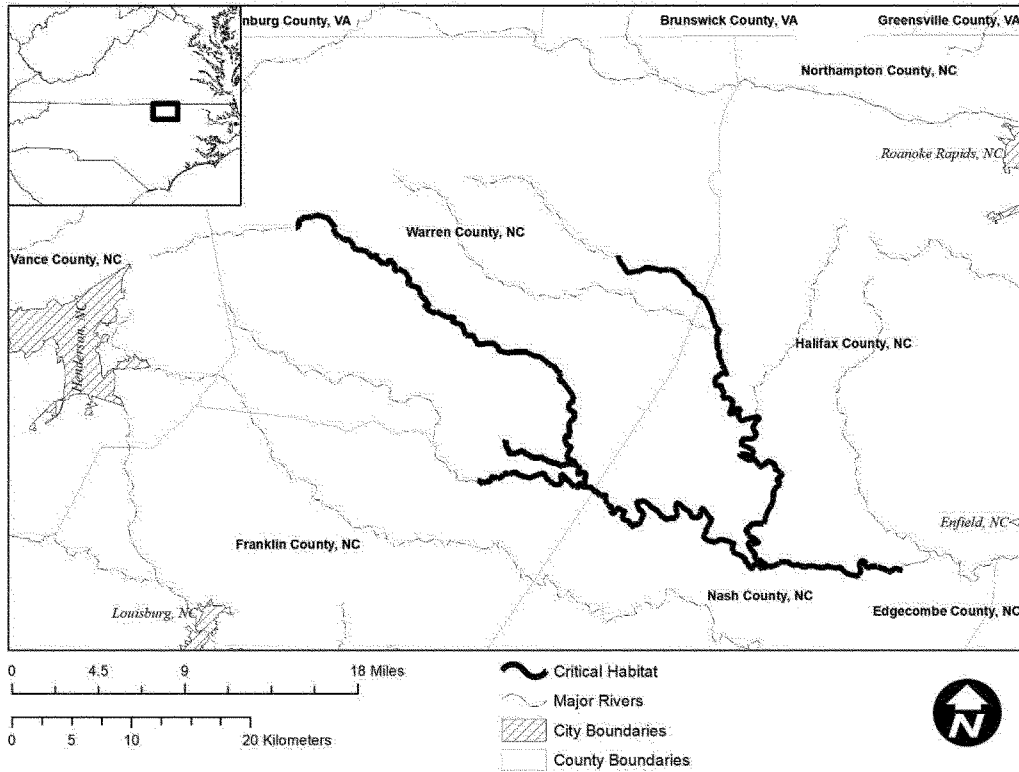 nburg County, VA
Brunswick County, VA
Greensville County, VA
Northampton County, NC
Roanoke Rapids, NC
Warren County, NC
Vance County, NC
Henderson, NC
Halifax County, NC
Enfield, NC
Franklin County, NC
Nash County, NC
Louisburg, NC
Edgecombe County, NC
0 4.5 9 18 Miles
0 5 10 20 Kilometers
Critical Habitat
Major Rivers
City Boundaries
County Boundaries
N